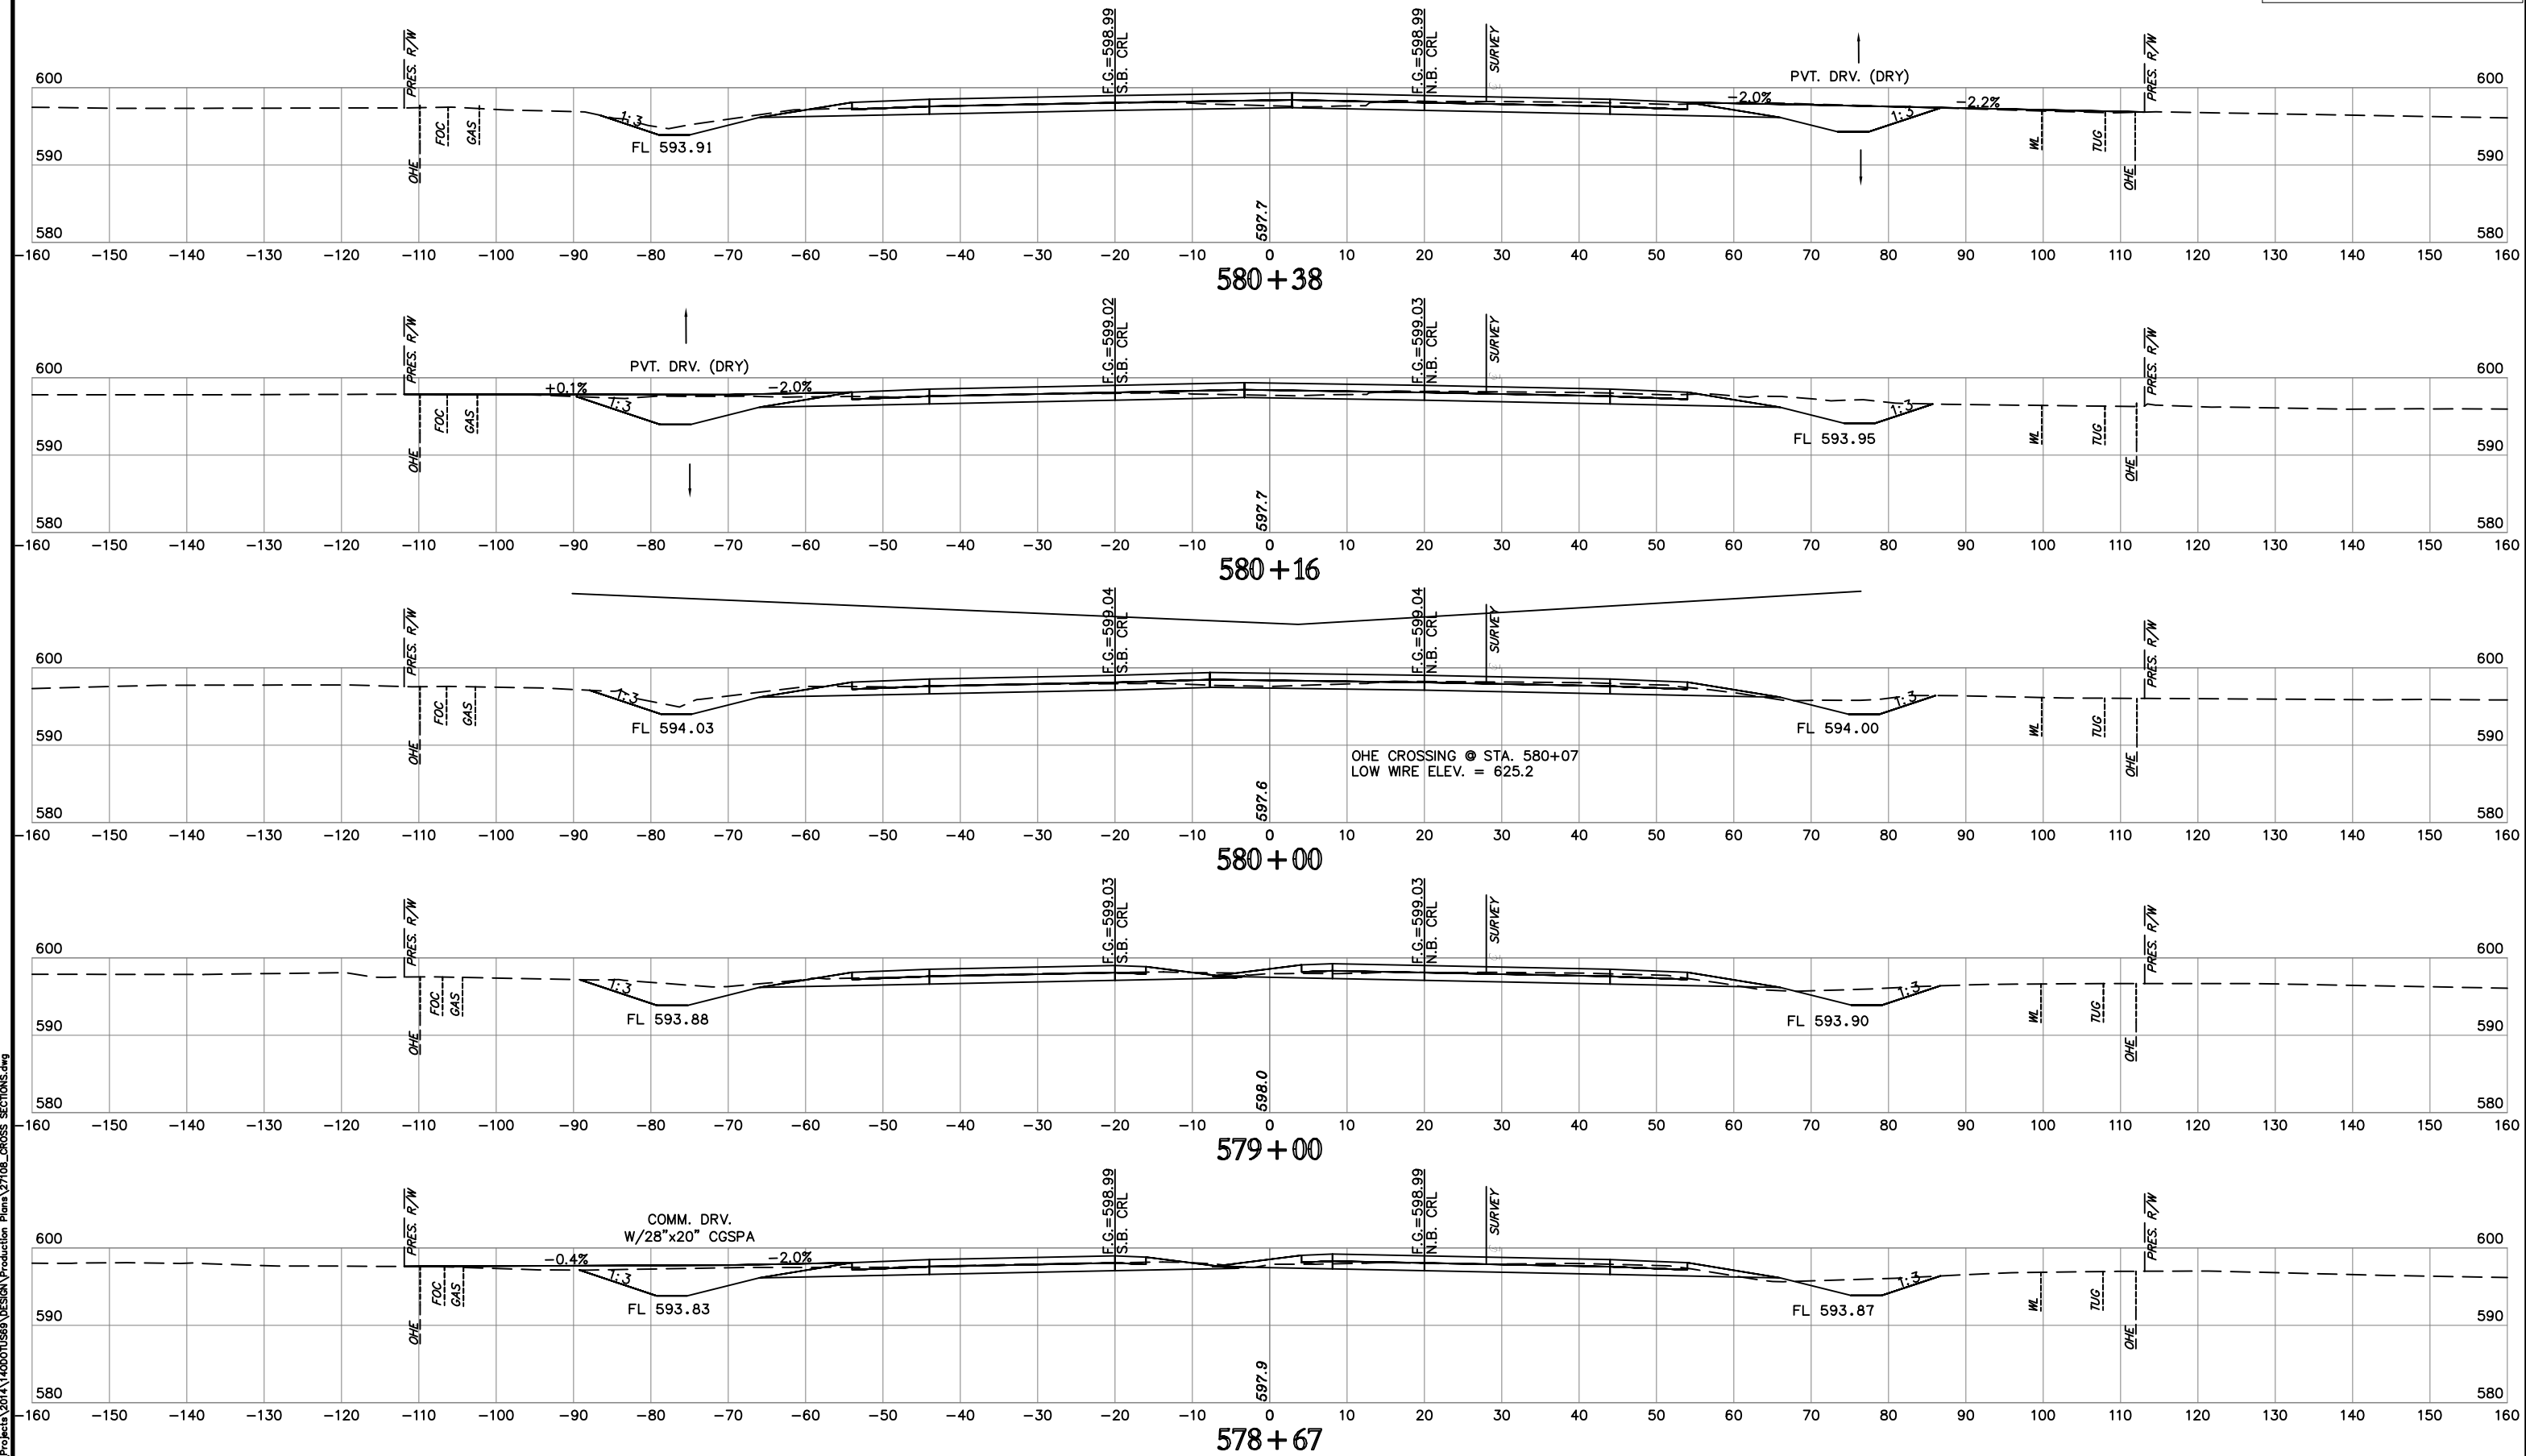 F.G.=598.99
S.B. CRL
F.G.=598.99
N.B. CRL
SURVEY
PRES. R/W
PRES. R/W
PVT. DRV. (DRY)
600
600
-2.0%
-2.2%
1:3
1:3
FOC
GAS
OHE
FL 593.91
WL
TUG
OHE
590
590
597.7
580
580
-160 -150 -140 -130 -120 -110 -100 -90 -80 -70 -60 -50 -40 -30 -20 -10 0 10 20 30 40 50 60 70 80 90 100 110 120 130 140 150 160
580+38
F.G.=599.02
S.B. CRL
F.G.=599.03
N.B. CRL
SURVEY
PRES. R/W
PRES. R/W
PVT. DRV. (DRY)
600
600
+0.1%
-2.0%
1:3
1:3
FOC
GAS
OHE
FL 593.95
WL
TUG
OHE
590
590
597.7
580
580
-160 -150 -140 -130 -120 -110 -100 -90 -80 -70 -60 -50 -40 -30 -20 -10 0 10 20 30 40 50 60 70 80 90 100 110 120 130 140 150 160
580+16
F.G.=599.04
S.B. CRL
F.G.=599.04
N.B. CRL
SURVEY
PRES. R/W
PRES. R/W
600
600
1:3
1:3
FOC
GAS
OHE
FL 594.03
FL 594.00
WL
TUG
OHE
590
590
OHE CROSSING @ STA. 580+07
LOW WIRE ELEV. = 625.2
597.6
580
580
-160 -150 -140 -130 -120 -110 -100 -90 -80 -70 -60 -50 -40 -30 -20 -10 0 10 20 30 40 50 60 70 80 90 100 110 120 130 140 150 160
580+00
F.G.=599.03
S.B. CRL
F.G.=599.03
N.B. CRL
SURVEY
PRES. R/W
PRES. R/W
600
600
1:3
1:3
FOC
GAS
OHE
FL 593.88
FL 593.90
WL
TUG
OHE
590
590
598.0
580
580
-160 -150 -140 -130 -120 -110 -100 -90 -80 -70 -60 -50 -40 -30 -20 -10 0 10 20 30 40 50 60 70 80 90 100 110 120 130 140 150 160
579+00
F.G.=598.99
S.B. CRL
F.G.=598.99
N.B. CRL
SURVEY
PRES. R/W
PRES. R/W
COMM. DRV.
W/28"x20" CGSPA
600
600
-0.4%
-2.0%
1:3
1:3
FOC
GAS
OHE
FL 593.83
FL 593.87
WL
TUG
OHE
590
590
597.9
580
580
-160 -150 -140 -130 -120 -110 -100 -90 -80 -70 -60 -50 -40 -30 -20 -10 0 10 20 30 40 50 60 70 80 90 100 110 120 130 140 150 160
578+67
Projects\2014\14DOTUS69\DESIGN\Production Plans\27108_CROSS SECTIONS.dwg